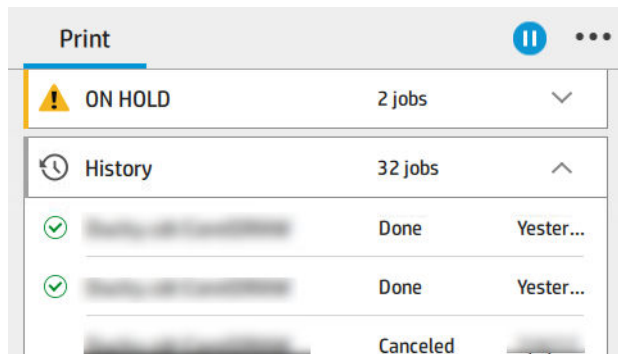 Print
ON HOLD 2 jobs
History 32 jobs
Done Yester...
Done Yester...
Canceled